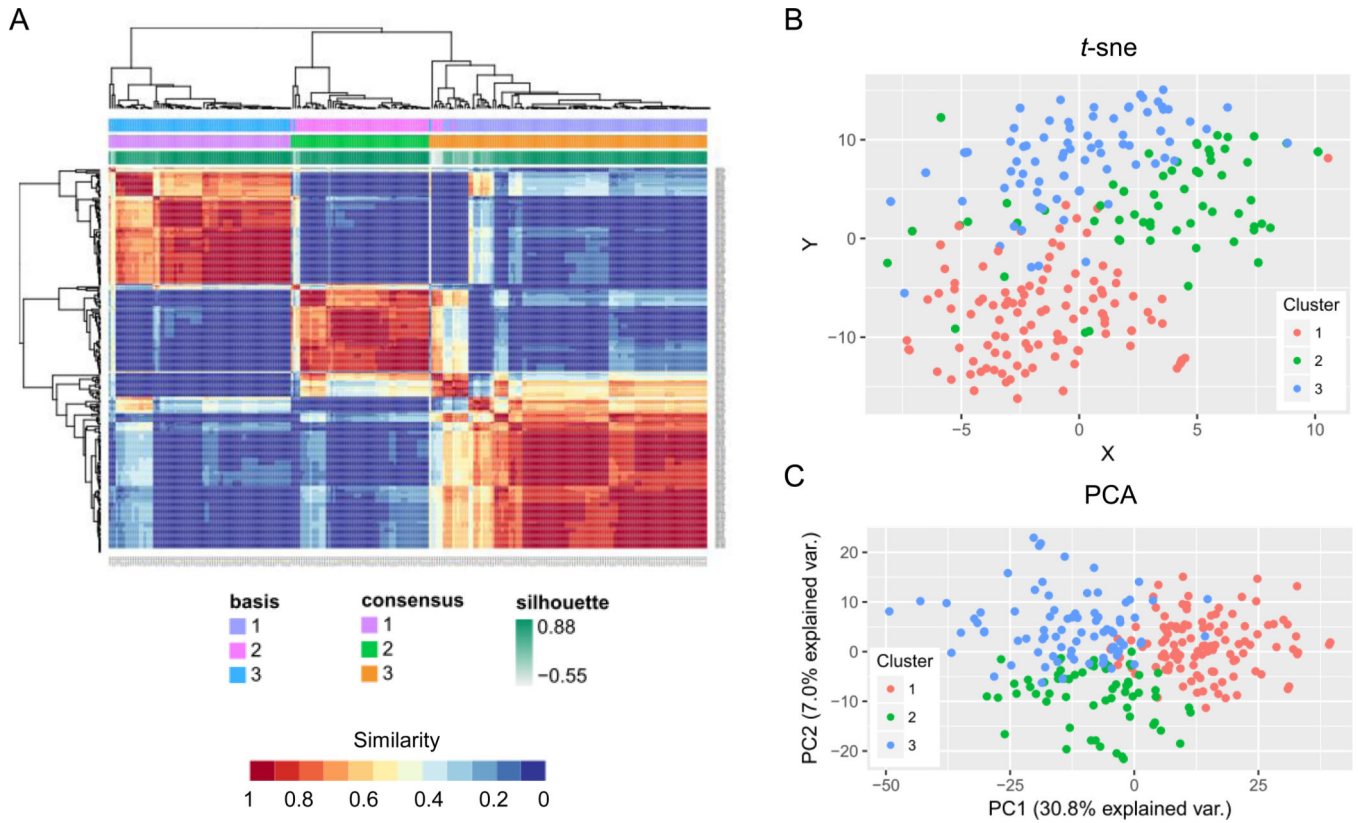 A
basis
1
2
3
consensus
1
2
3
silhouette
0.88
−0.55
Similarity
1 0.8 0.6 0.4 0.2 0
B
t-sne
10
0
−10
Y
−5 0 5 10
X
Cluster
1
2
3
C
PCA
20
10
0
−10
−20
PC2 (7.0% explained var.)
Cluster
1
2
3
−50 −25 0 25
PC1 (30.8% explained var.)